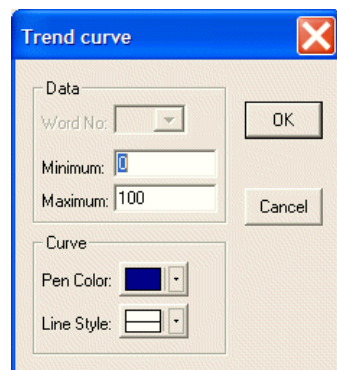 Trend curve
Data
Word No:
OK
Minimum: 0
Maximum: 100
Cancel
Curve
Pen Color:
Line Style: